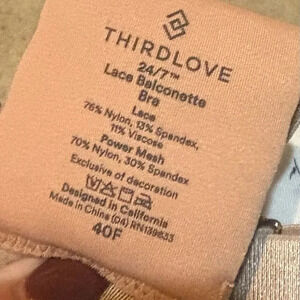 THIRDLOVE
24/7™
Lace Balconette
Bra
Lace
76% Nylon, 13% Spandex,
11% Viscose
Power Mesh
70% Nylon, 30% Spandex
Exclusive of decoration
Designed in California
Made in China (04) RN139633
40F